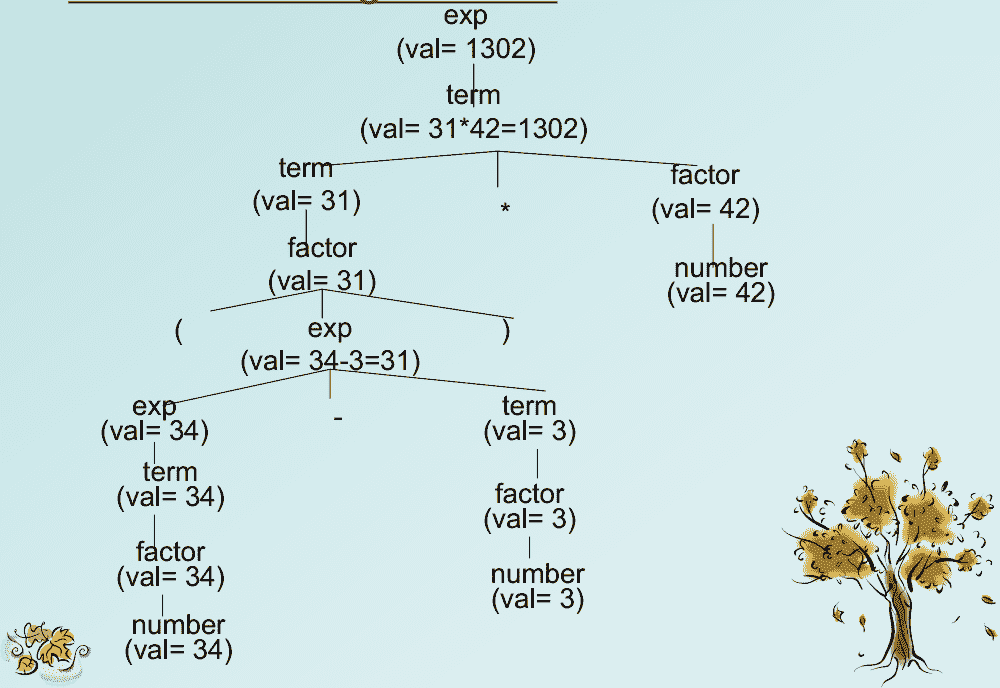 exp
(val= 1302)
term
(val= 31*42=1302)
term
(val= 31)
*
factor
(val= 42)
factor
(val= 31)
number
(val= 42)
(
exp
(val= 34-3=31)
)
exp
(val= 34)
-
term
(val= 3)
term
(val= 34)
factor
(val= 3)
factor
(val= 34)
number
(val= 3)
number
(val= 34)